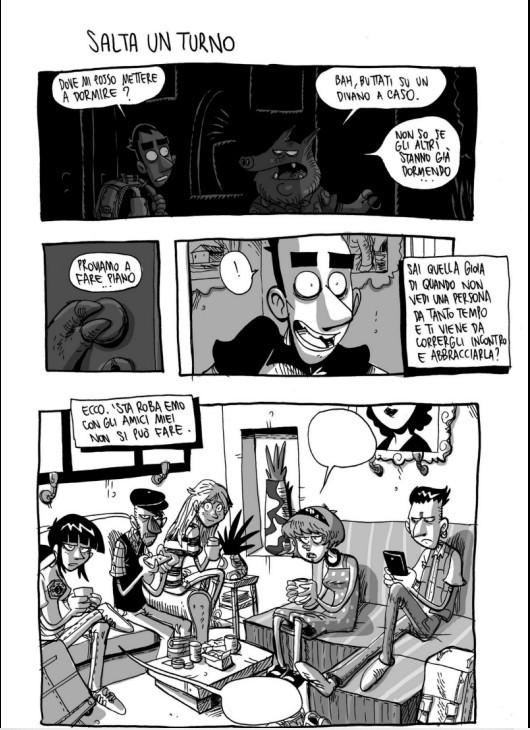 SALTA UN TURNO
DOVE MI POSSO METTERE
A DORMIRE?
BAH, BUTTATI SU UN
DIVANO A CASO.
NON SO SE
GLI ALTRI
STANNO GIÀ
DORMENDO
...
PROVIAMO A
FARE PIANO
...
!
SAI QUELLA GIOIA
DI QUANDO NON
VEDI UNA PERSONA
DA TANTO TEMPO
E TI VIENE DA
CORRERGLI INCONTRO
E ABBRACCIARLA?
ECCO. 'STA ROBA EMO
CON GLI AMICI MIEI
NON SI PUÒ FARE.